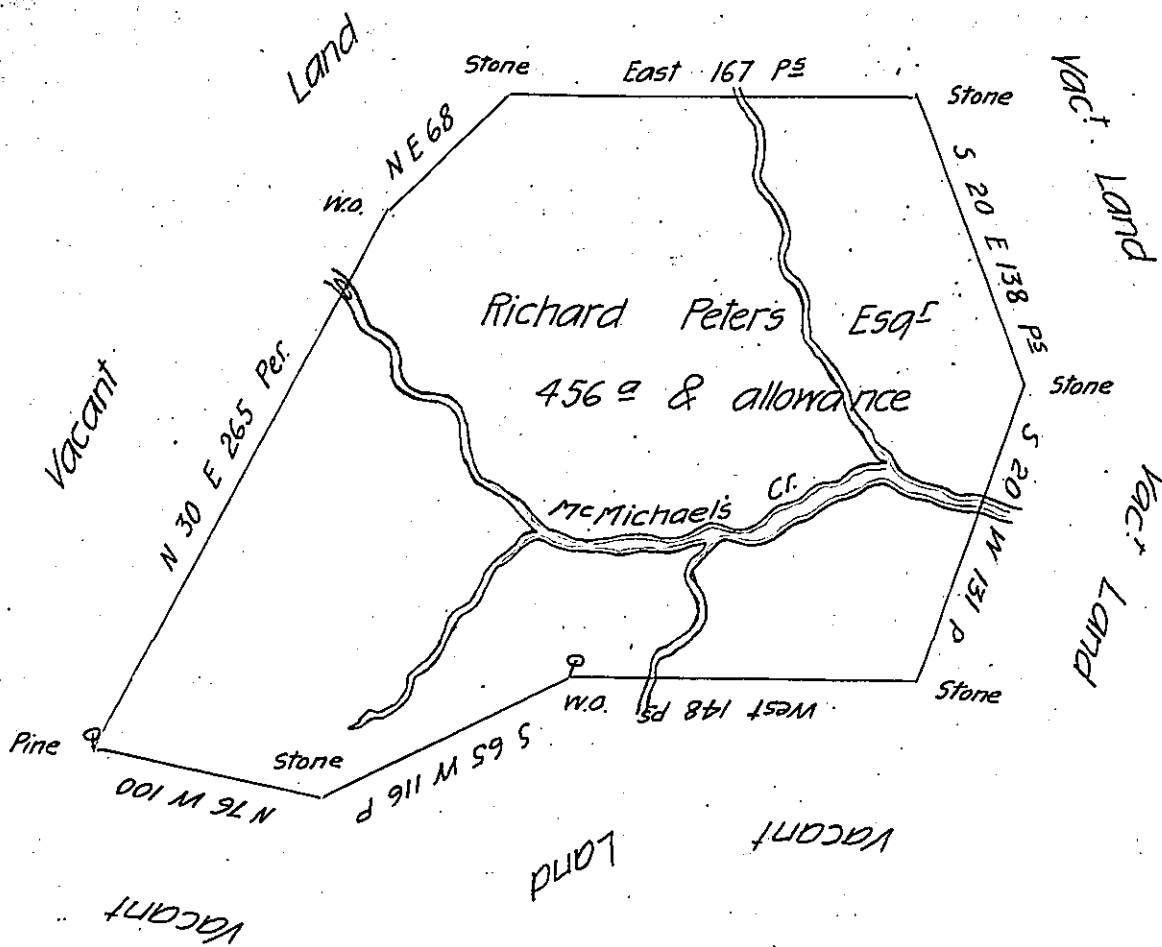 Land
Stone
East 167 Ps
Stone
Vact. Land
N E 68
W.O.
S 20 E 138 Ps
Richard Peters Esqr
456 a & allowance
Stone
Vacant
N 30 E 265 Per.
McMichael's Cr.
S 20 W 131 P
Vact Land
Stone
West 148 Ps
W.O.
S 65 W 116 P
Stone
Pine
N 76 W 100
Vacant
Land
Vacant